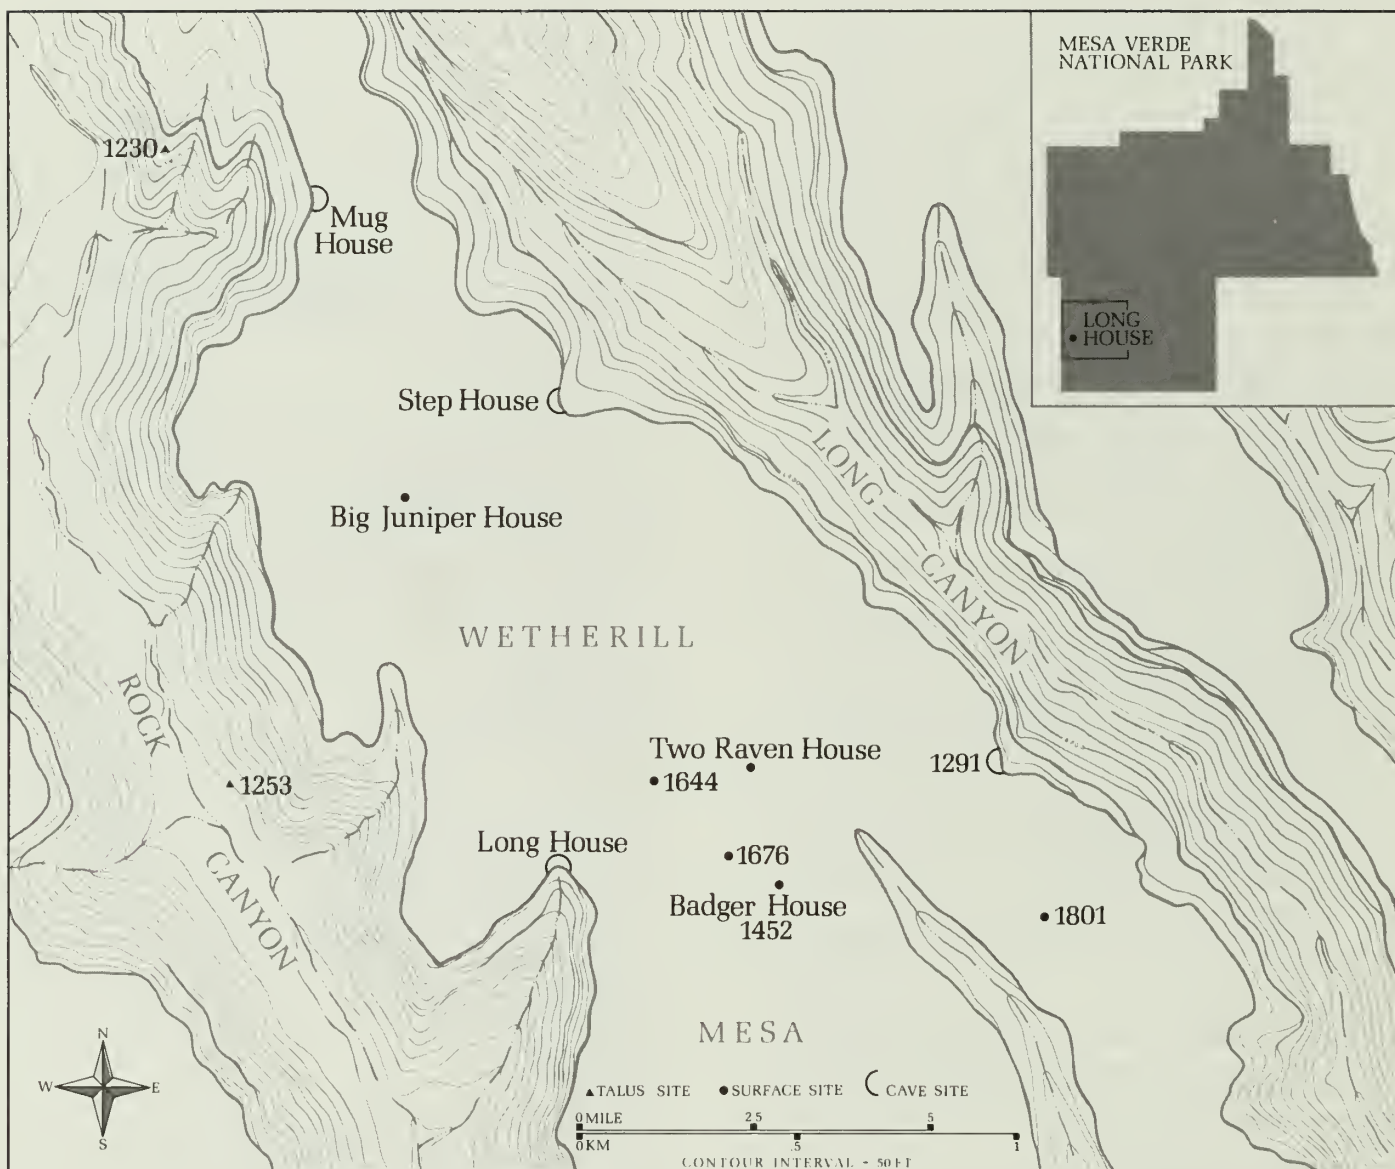 MESA VERDE
NATIONAL PARK
1230
Mug
House
LONG
HOUSE
Step House
LONG
Big Juniper House
CANYON
WETHERILL
ROCK
Two Raven House
1291
1644
1253
Long House
1676
CANYON
Badger House
1452
1801
MESA
N
W
E
S
TALUS SITE
SURFACE SITE
CAVE SITE
0 MILE 25 5
0 KM .5 1
CONTOUR INTERVAL - 50 FT